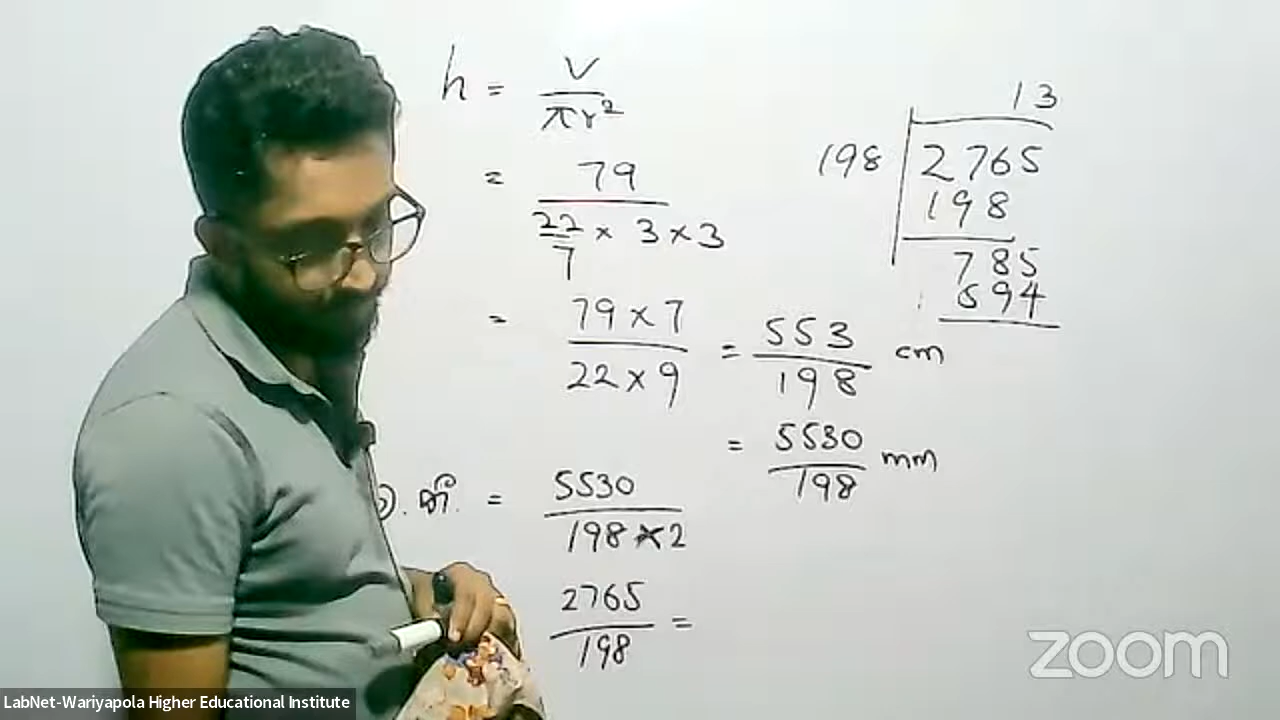 h = V / πr²
= 79 / 22/7 × 3 × 3
= 79 × 7 / 22 × 9 = 553 / 198 cm
= 5530 / 198 mm
= 5530 / 198 × 2
2765 / 198 =
13
198 2765
198
785
594
zoom
LabNet-Wariyapola Higher Educational Institute